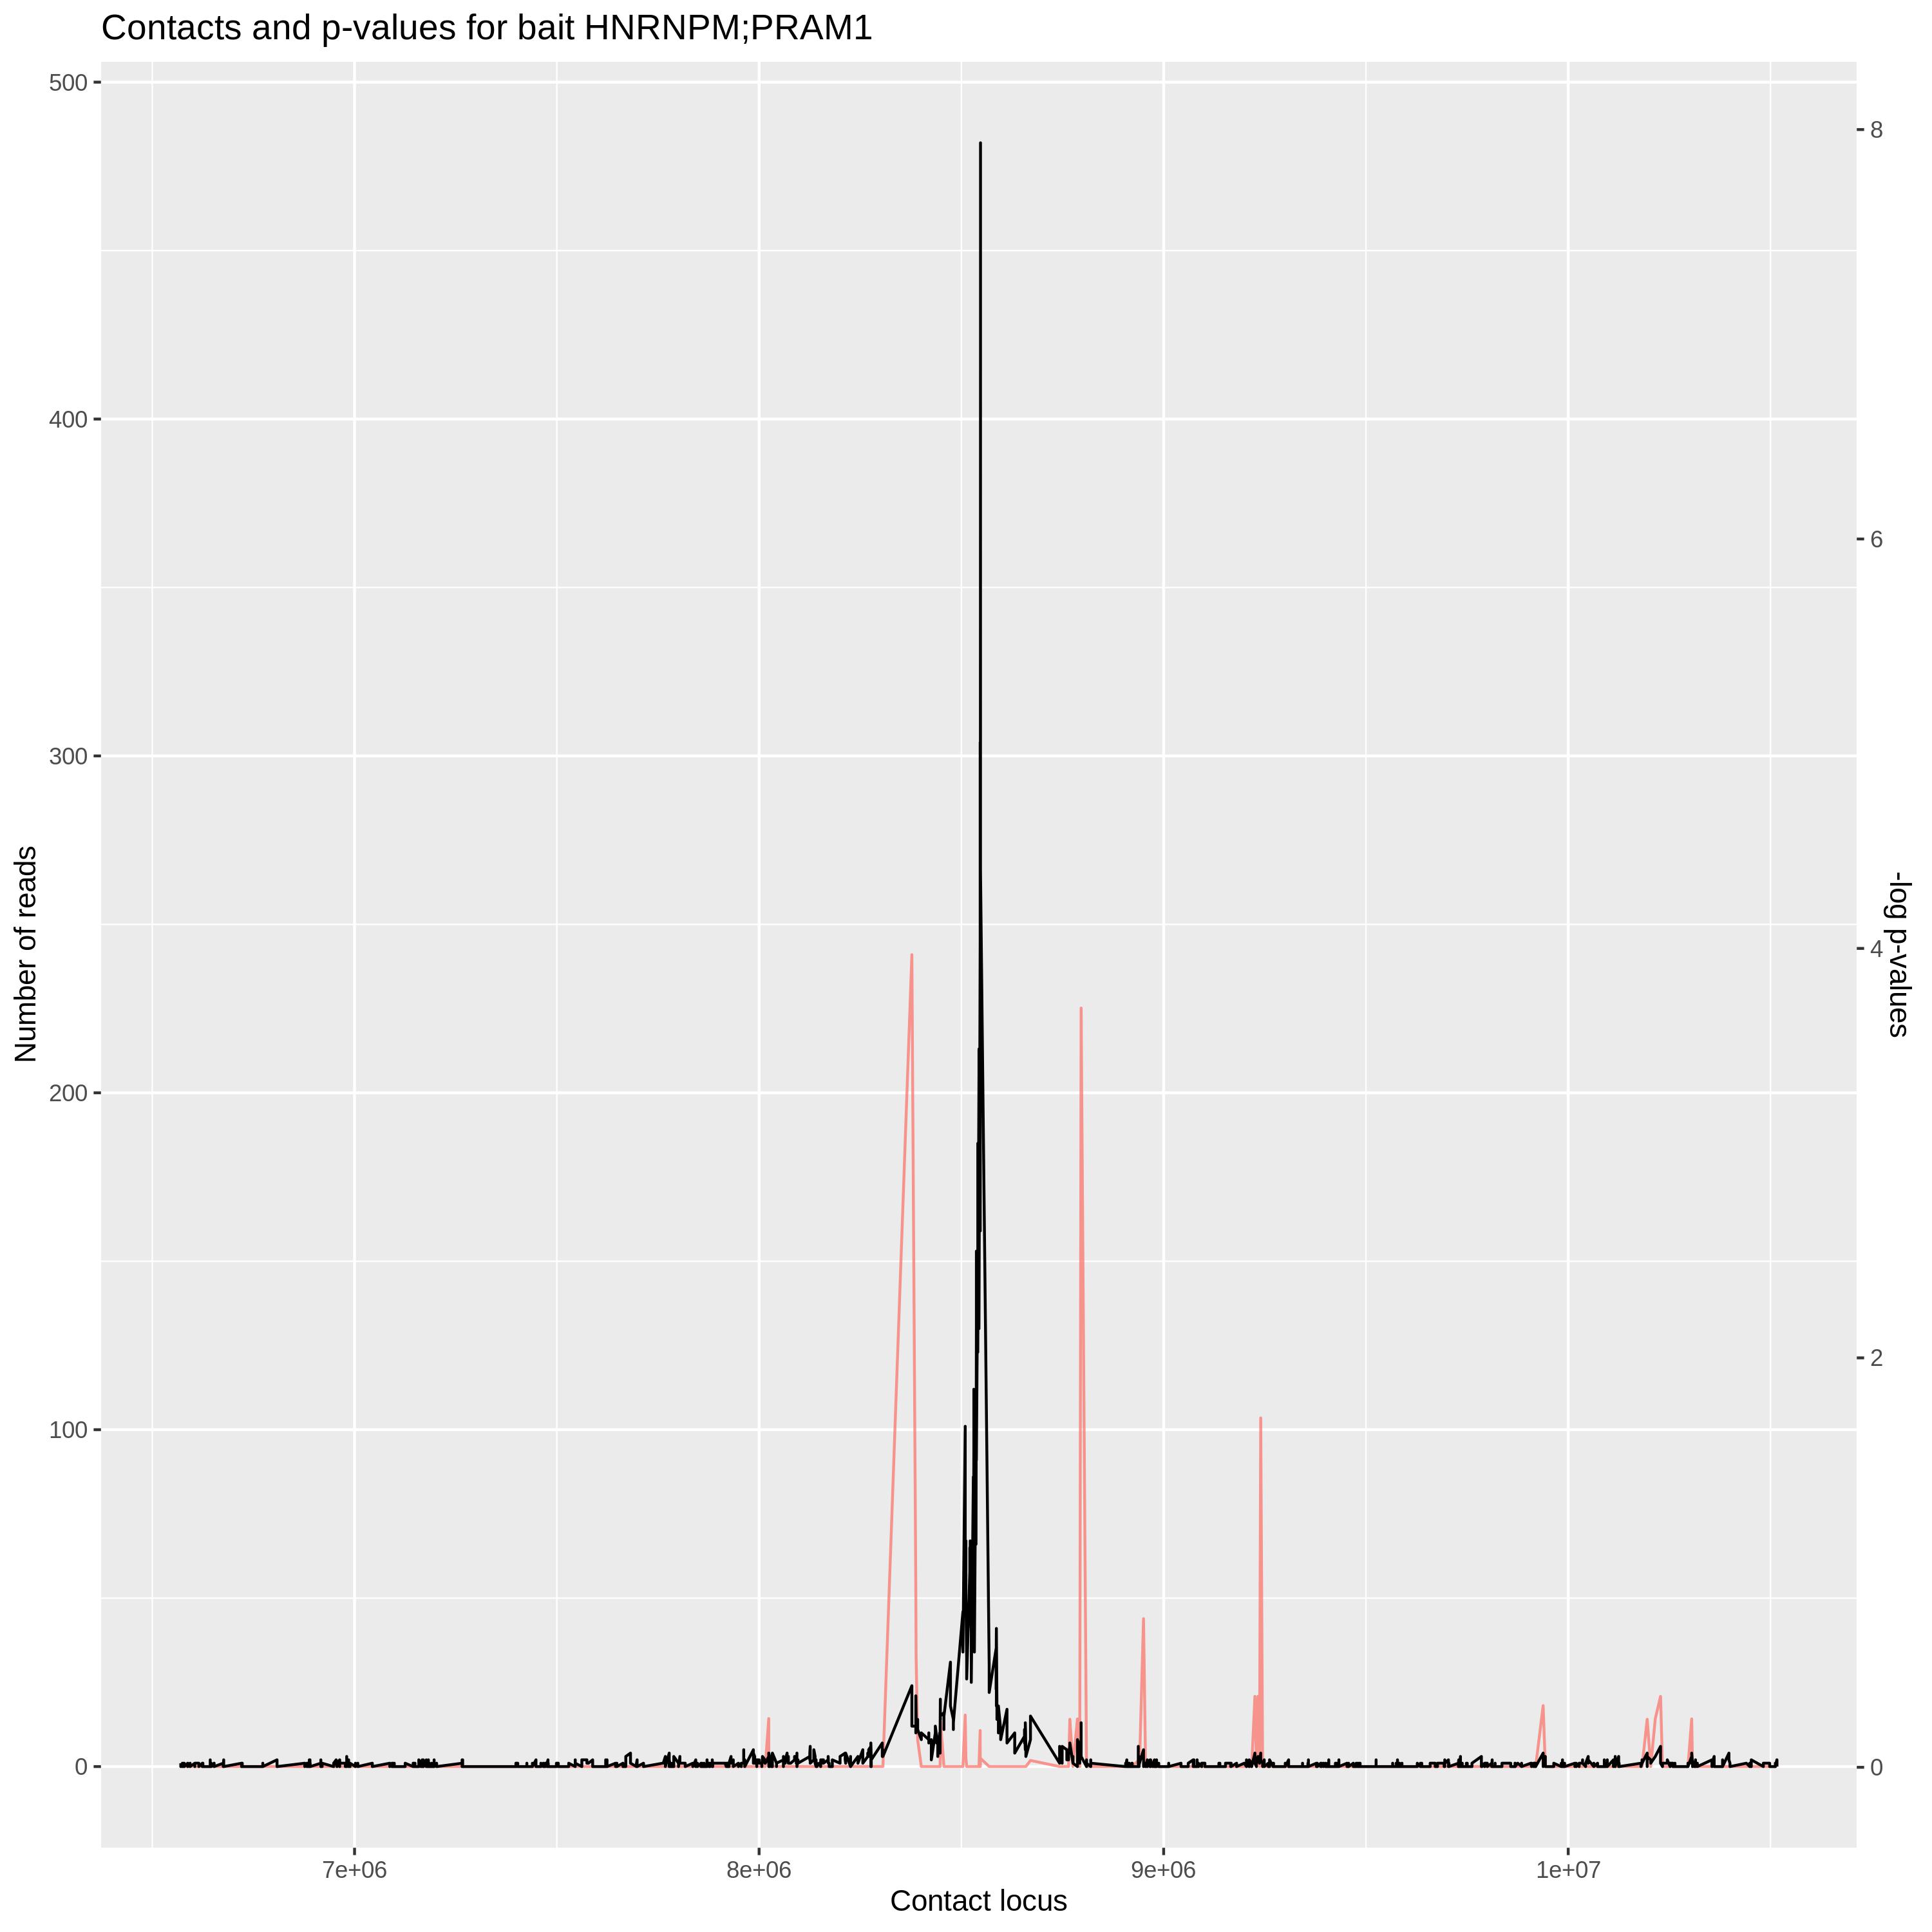 Contacts and p-values for bait HNRNPM;PRAM1
500
400
300
200
100
0
Number of reads
8
6
4
2
0
-log p-values
7e+06
8e+06
9e+06
1e+07
Contact locus